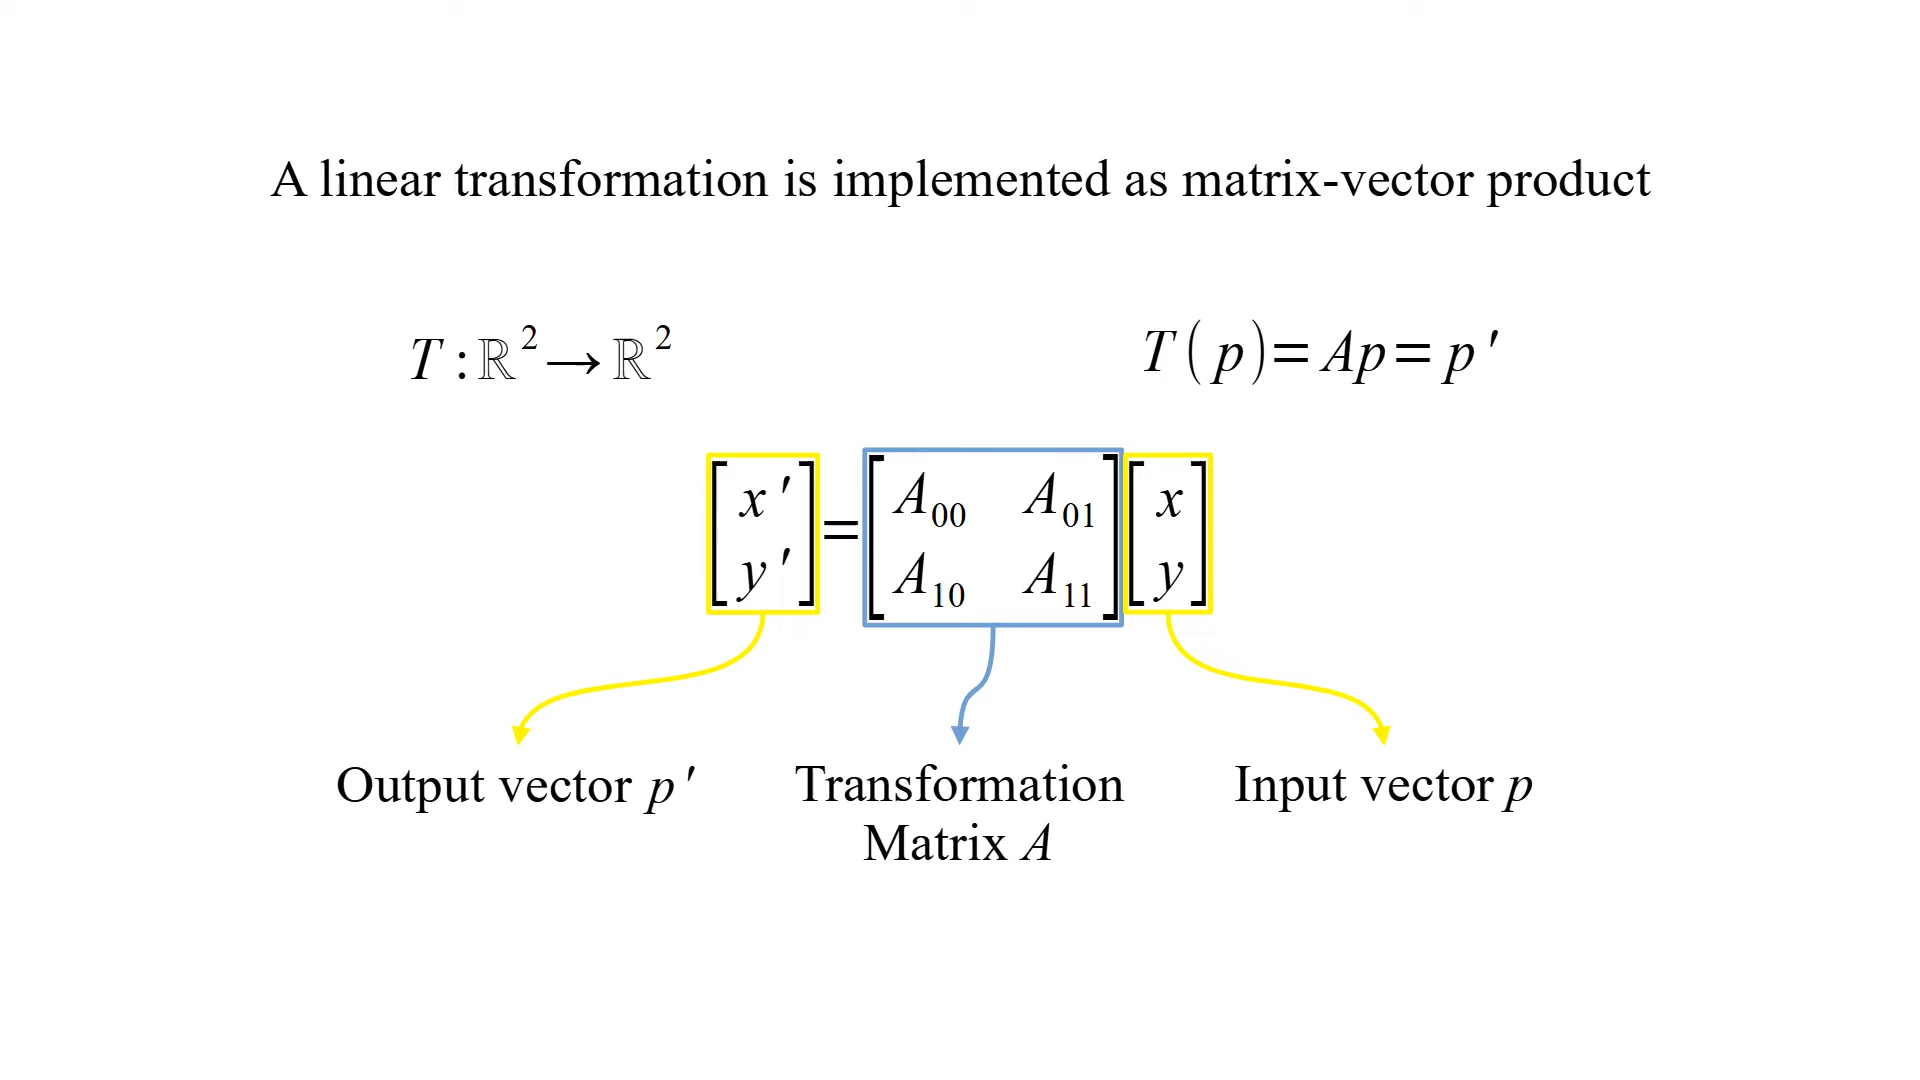 A linear transformation is implemented as matrix-vector product
T : ℝ² → ℝ²
T ( p ) = Ap = p ′
[ x ′ ] = [ A₀₀ A₀₁ ] [ x ]
[ y ′ ] [ A₁₀ A₁₁ ] [ y ]
Output vector p ′
Transformation
Matrix A
Input vector p